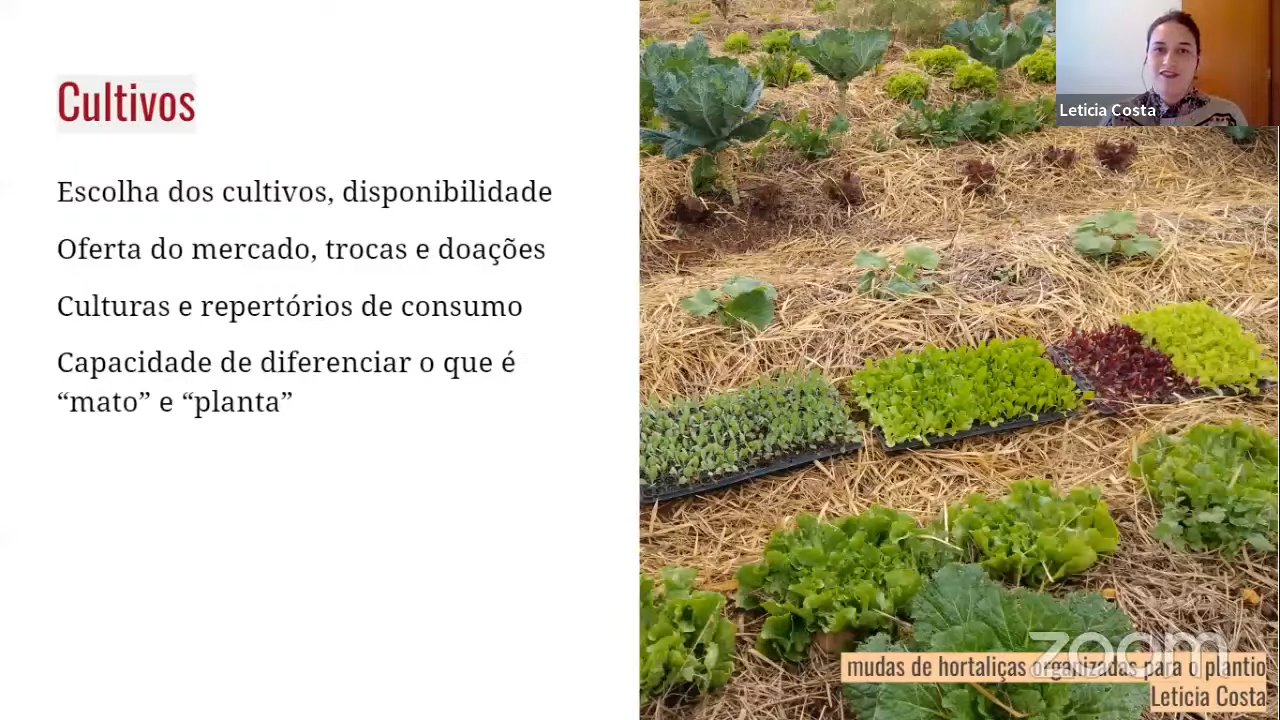 Cultivos
Escolha dos cultivos, disponibilidade
Oferta do mercado, trocas e doações
Culturas e repertórios de consumo
Capacidade de diferenciar o que é
“mato” e “planta”
Leticia Costa
zoom
mudas de hortaliças organizadas para o plantio
Leticia Costa